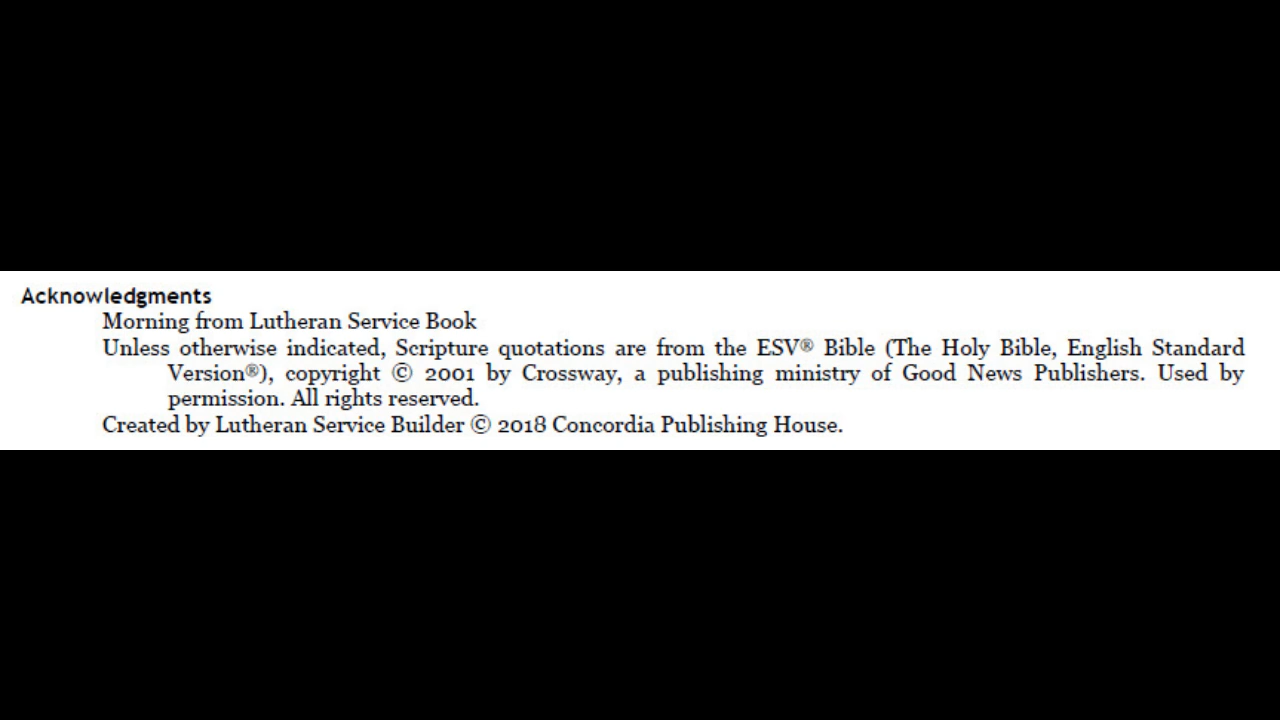 Acknowledgments
Morning from Lutheran Service Book
Unless otherwise indicated, Scripture quotations are from the ESV® Bible (The Holy Bible, English Standard
Version®), copyright © 2001 by Crossway, a publishing ministry of Good News Publishers. Used by
permission. All rights reserved.
Created by Lutheran Service Builder © 2018 Concordia Publishing House.